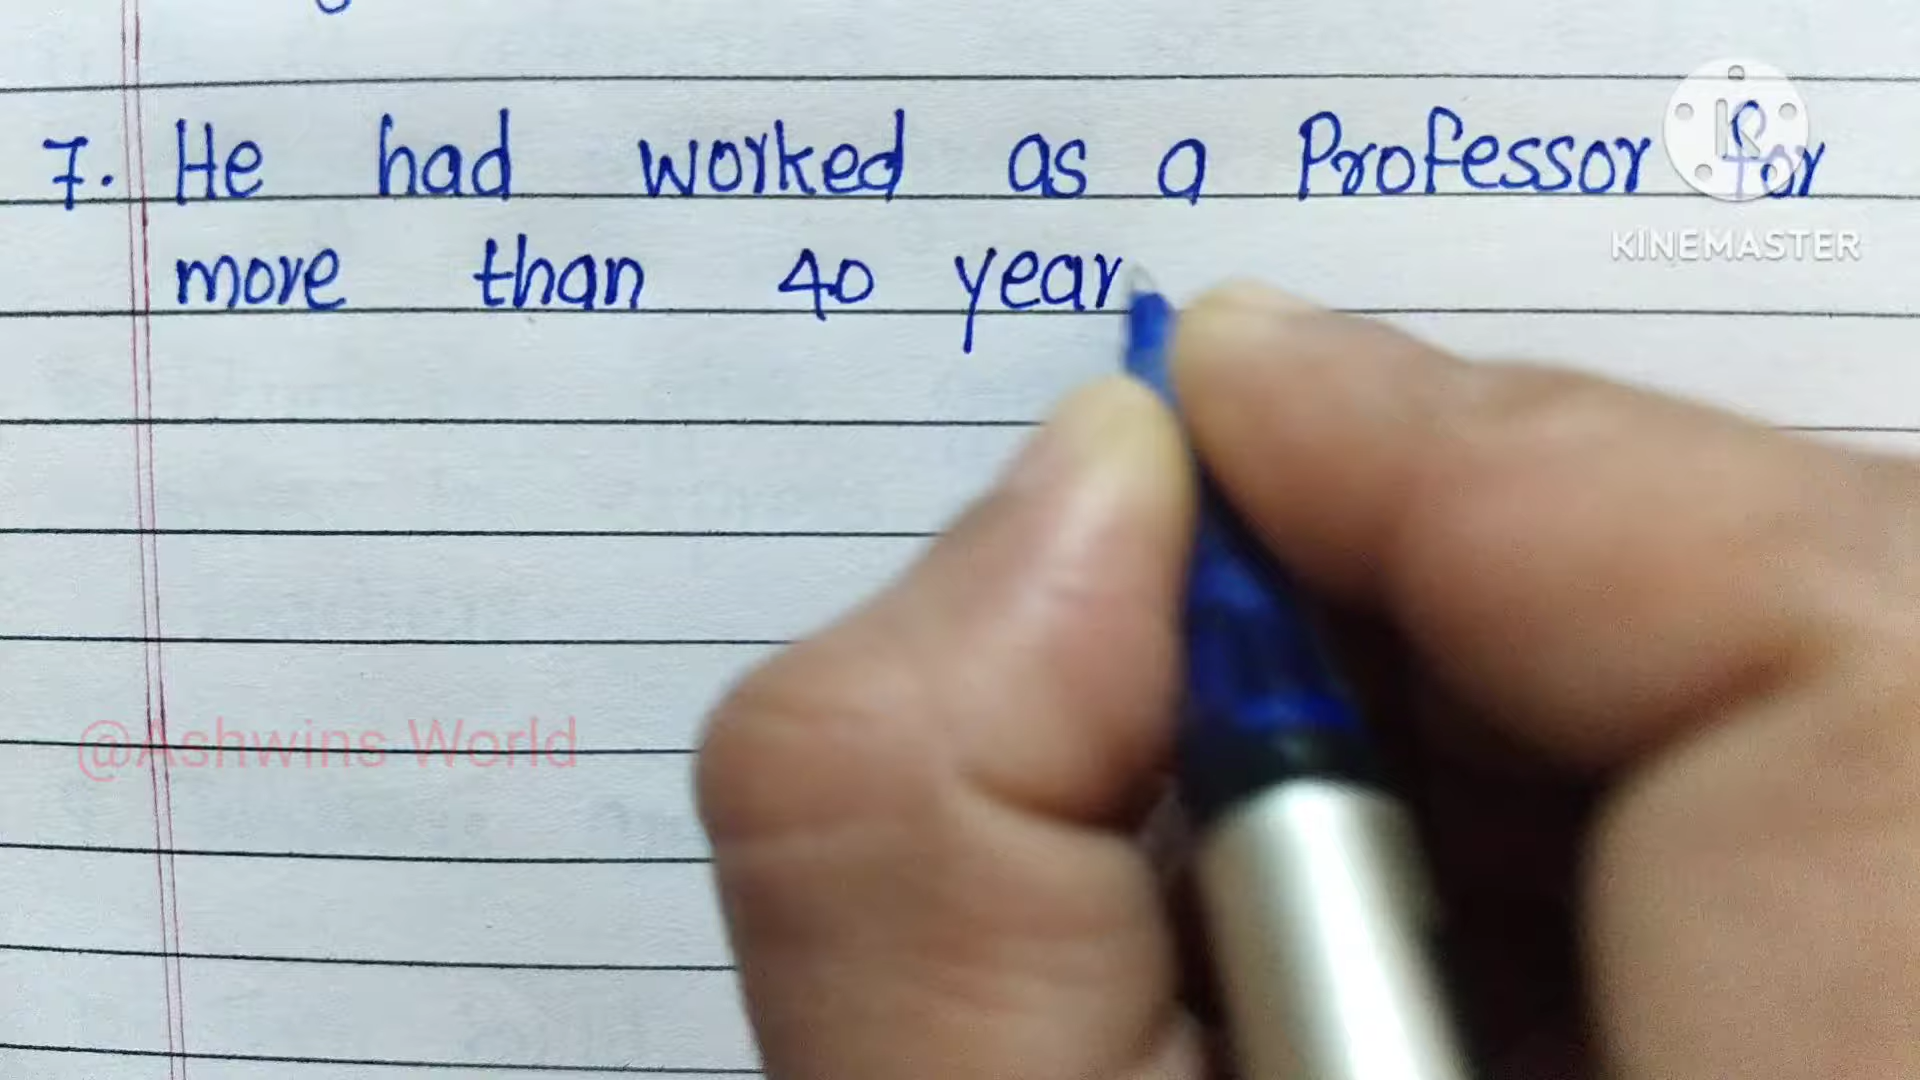 7. He had worked as a Professor for
KINEMASTER
more than 40 year
@Ashwins World